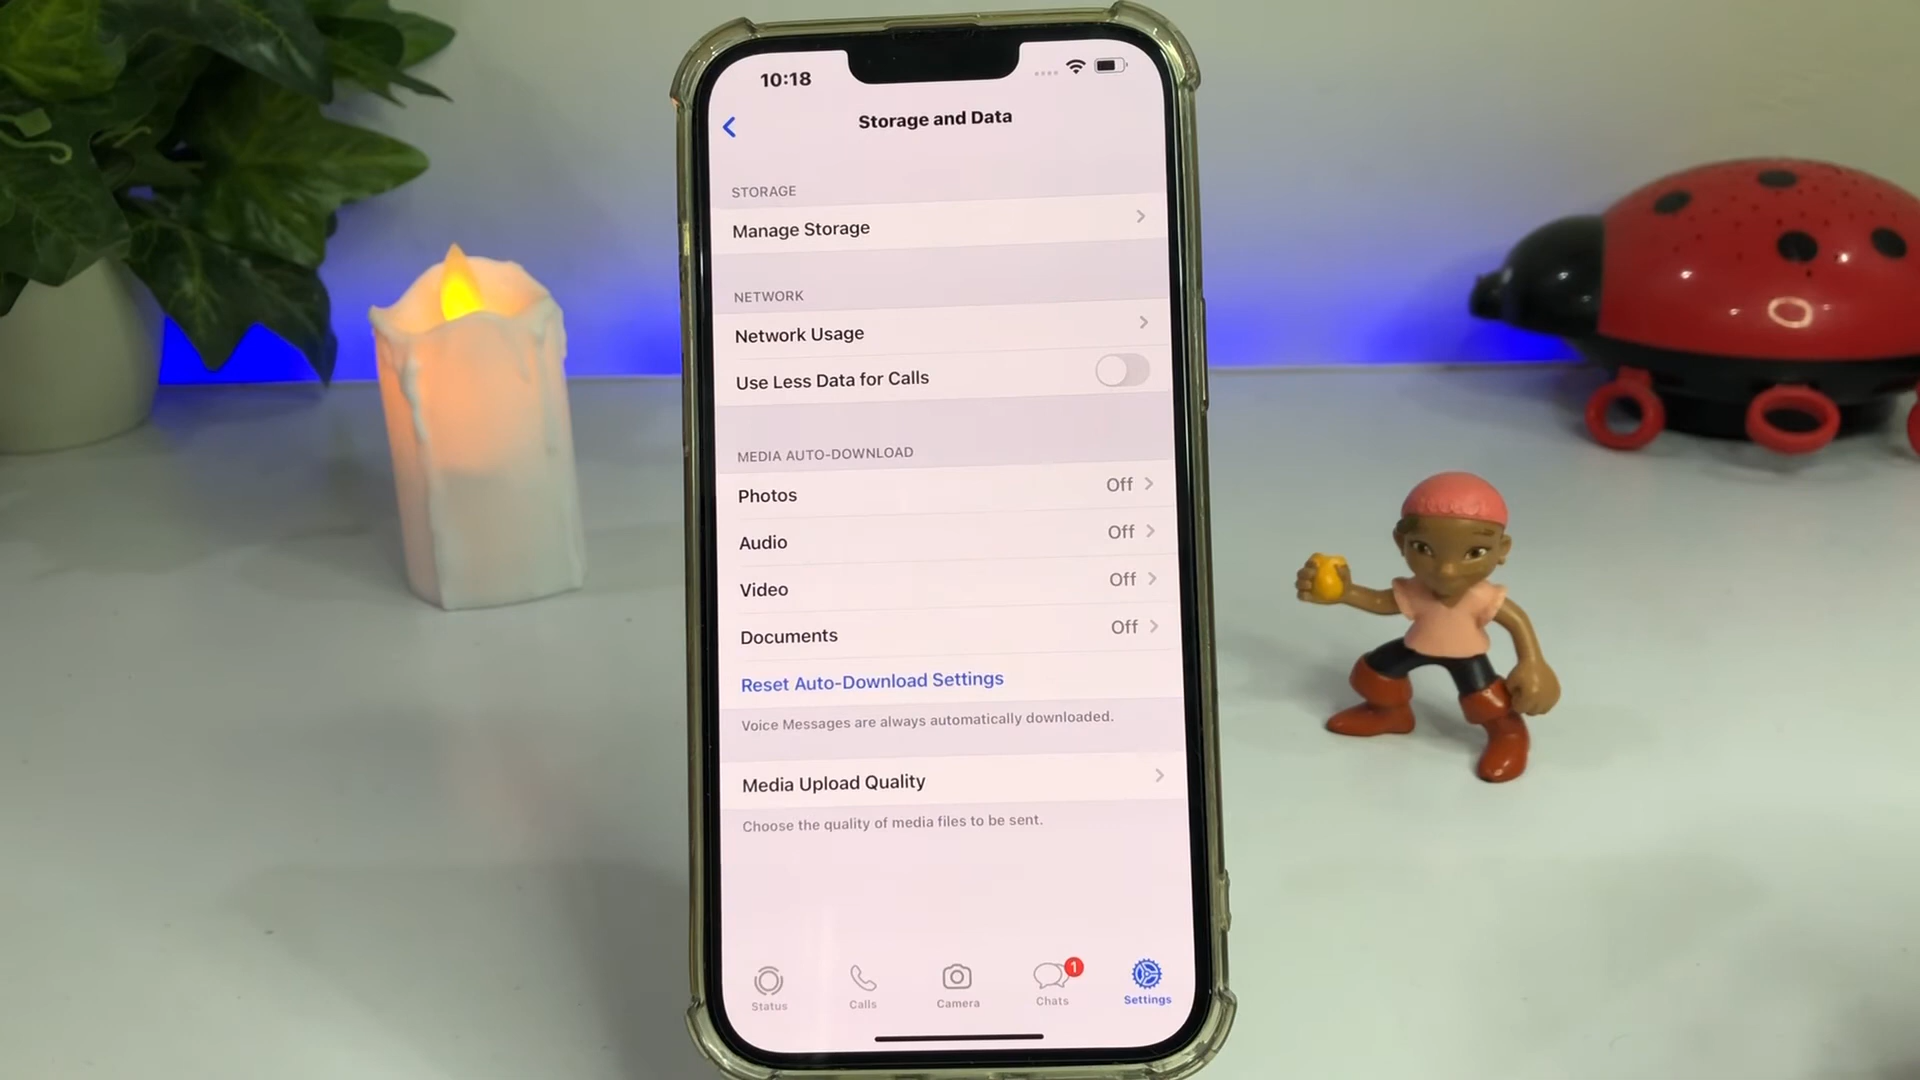 10:18
Storage and Data
STORAGE
Manage Storage
NETWORK
Network Usage
Use Less Data for Calls
MEDIA AUTO-DOWNLOAD
Photos Off
Audio Off
Video Off
Documents Off
Reset Auto-Download Settings
Voice Messages are always automatically downloaded.
Media Upload Quality
Choose the quality of media files to be sent.
1
Status Calls Camera Chats Settings